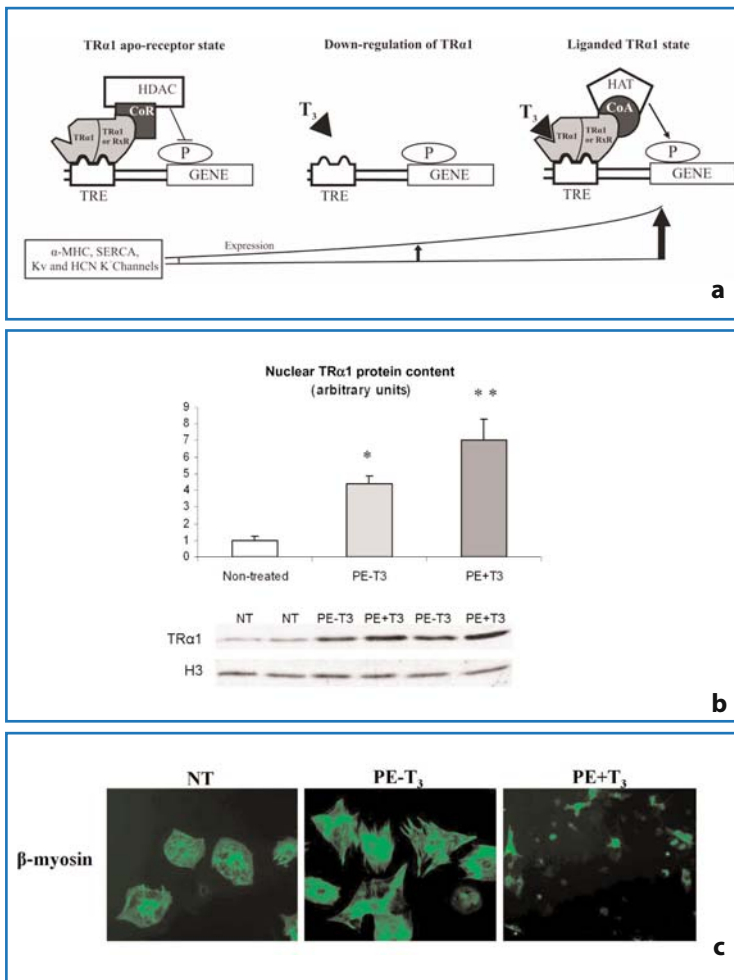 TRα1 apo-receptor state
Down-regulation of TRα1
Liganded TRα1 state
HDAC
CoR
TRα1
TRα1
or RxR
P
TRE
GENE
T3
P
TRE
GENE
HAT
CoA
T3
TRα1
TRα1
or RxR
P
TRE
GENE
Expression
α-MHC, SERCA,
Kv and HCN K+Channels
a
Nuclear TRα1 protein content
(arbitrary units)
9
8
7
6
5
4
3
2
1
0
*
* *
Non-treated
PE-T3
PE+T3
NT NT PE-T3 PE+T3 PE-T3 PE+T3
TRα1
H3
b
NT
PE-T3
PE+T3
β-myosin
c